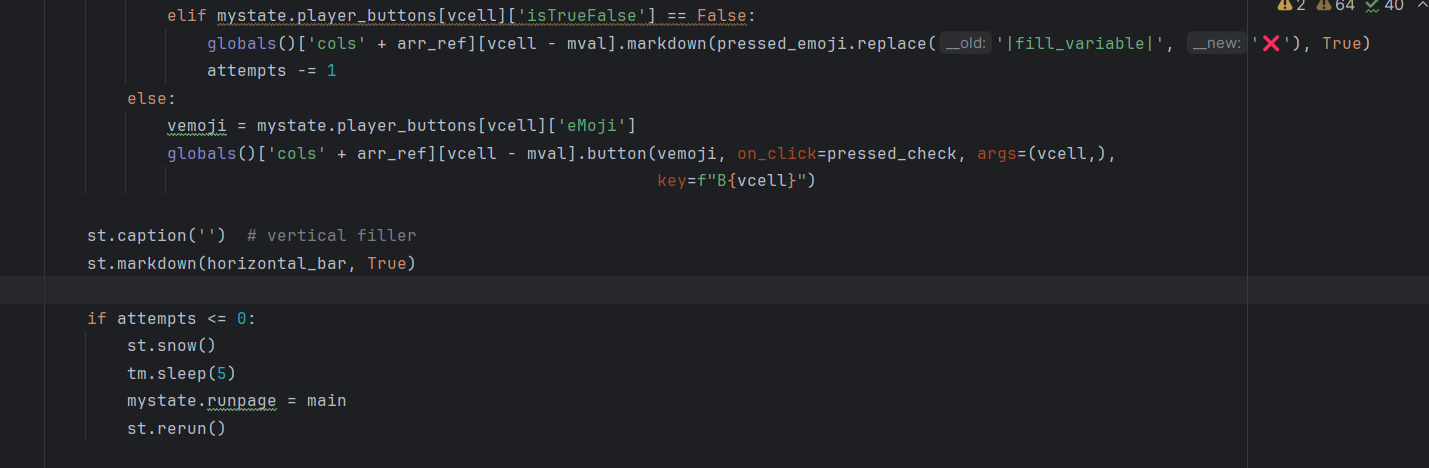 2 64 40
elif mystate.player_buttons[vcell]['isTrueFalse'] == False:
globals()['cols' + arr_ref][vcell - mval].markdown(pressed_emoji.replace( __old: '|fill_variable|', __new: '❌'), True)
attempts -= 1
else:
vemoji = mystate.player_buttons[vcell]['eMoji']
globals()['cols' + arr_ref][vcell - mval].button(vemoji, on_click=pressed_check, args=(vcell,),
key=f"B{vcell}")
st.caption('')  # vertical filler
st.markdown(horizontal_bar, True)
if attempts <= 0:
st.snow()
tm.sleep(5)
mystate.runpage = main
st.rerun()